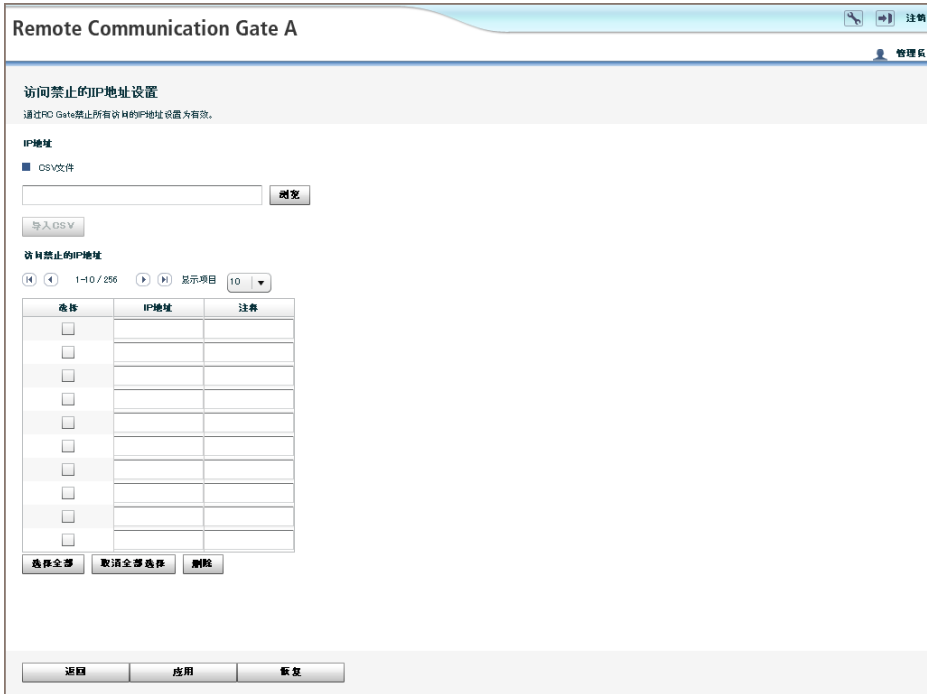 Remote Communication Gate A
注销
管理员
访问禁止的IP地址设置
通过RC Gate禁止所有访问的IP地址设置为有效。
IP地址
CSV文件
浏览
导入CSV
访问禁止的IP地址
1-10 / 256 显示项目 10
选择 IP地址 注释
选择全部 取消全部选择 删除
返回 应用 恢复